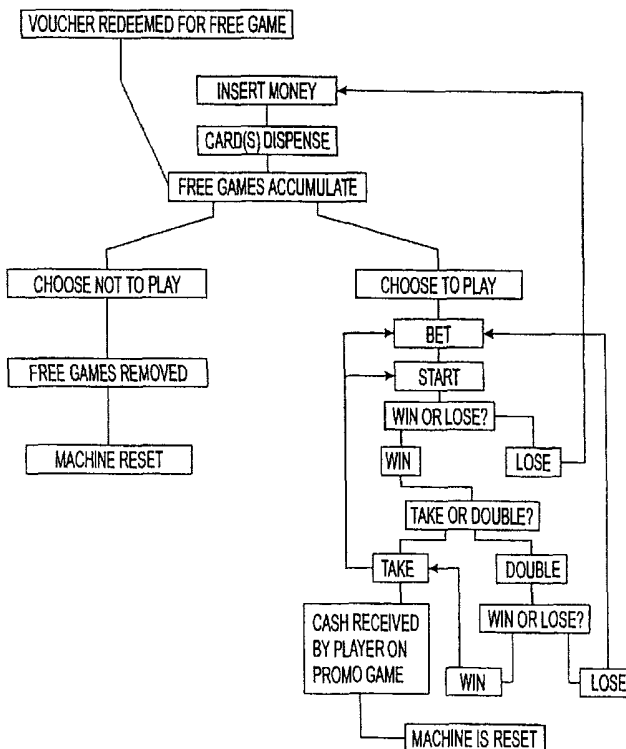 VOUCHER REDEEMED FOR FREE GAME
INSERT MONEY
CARD(S) DISPENSE
FREE GAMES ACCUMULATE
CHOOSE NOT TO PLAY
CHOOSE TO PLAY
BET
FREE GAMES REMOVED
START
WIN OR LOSE?
MACHINE RESET
WIN
LOSE
TAKE OR DOUBLE?
TAKE
DOUBLE
CASH RECEIVED
BY PLAYER ON
PROMO GAME
WIN OR LOSE?
WIN
LOSE
MACHINE IS RESET